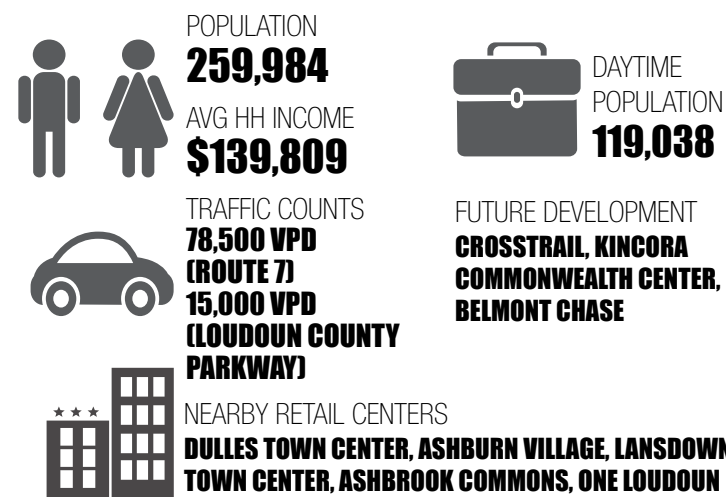 POPULATION
259,984
AVG HH INCOME
$139,809
DAYTIME
POPULATION
119,038
TRAFFIC COUNTS
78,500 VPD
(ROUTE 7)
15,000 VPD
(LOUDOUN COUNTY
PARKWAY)
FUTURE DEVELOPMENT
CROSSTRAIL, KINCORA
COMMONWEALTH CENTER,
BELMONT CHASE
NEARBY RETAIL CENTERS
DULLES TOWN CENTER, ASHBURN VILLAGE, LANSDOWN
TOWN CENTER, ASHBROOK COMMONS, ONE LOUDOUN